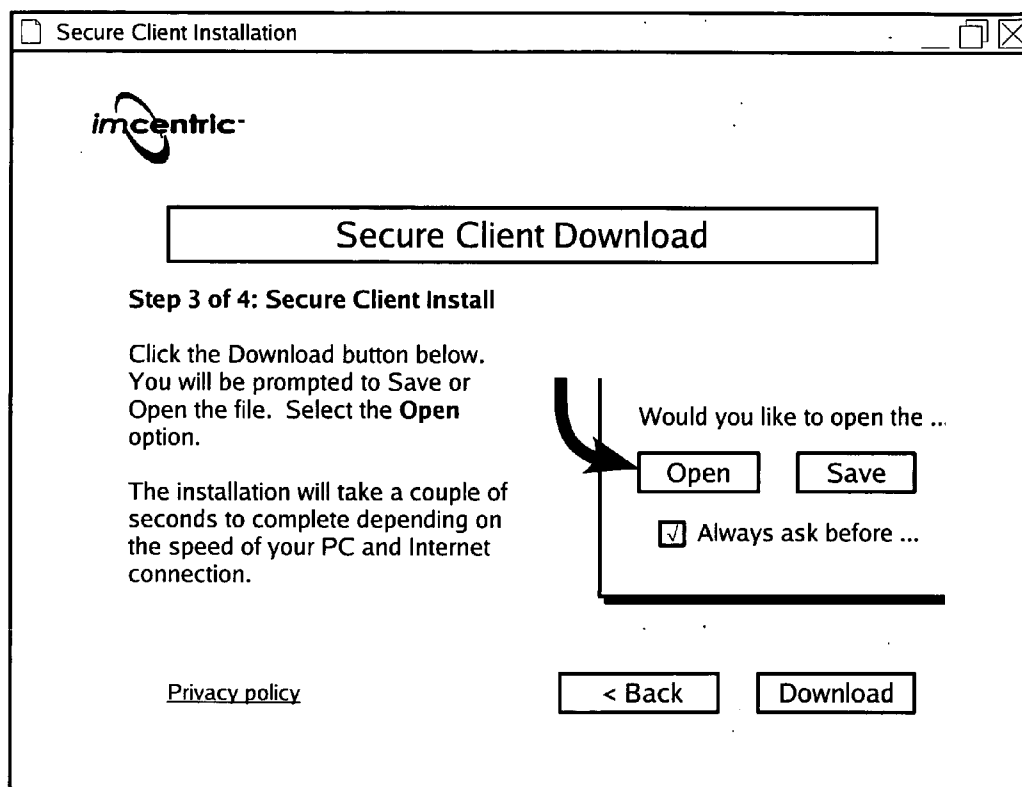 Secure Client Installation
imcentric
Secure Client Download
Step 3 of 4: Secure Client Install
Click the Download button below.
You will be prompted to Save or
Open the file. Select the Open
option.
The installation will take a couple of
seconds to complete depending on
the speed of your PC and Internet
connection.
Would you like to open the ...
Open Save
√ Always ask before ...
Privacy policy
< Back Download